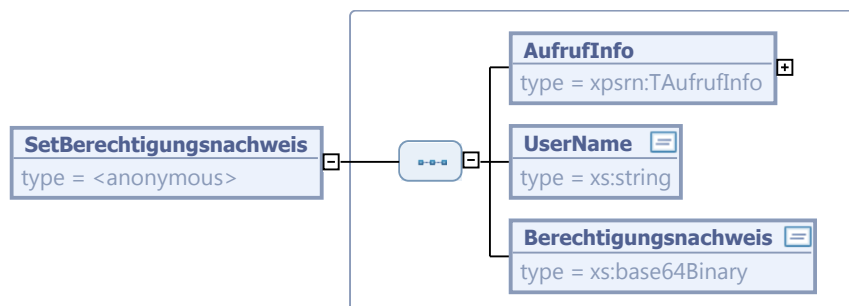 AufrufInfo
type = xpsrn:TAufrufInfo
SetBerechtigungsnachweis
type = <anonymous>
UserName
type = xs:string
Berechtigungsnachweis
type = xs:base64Binary